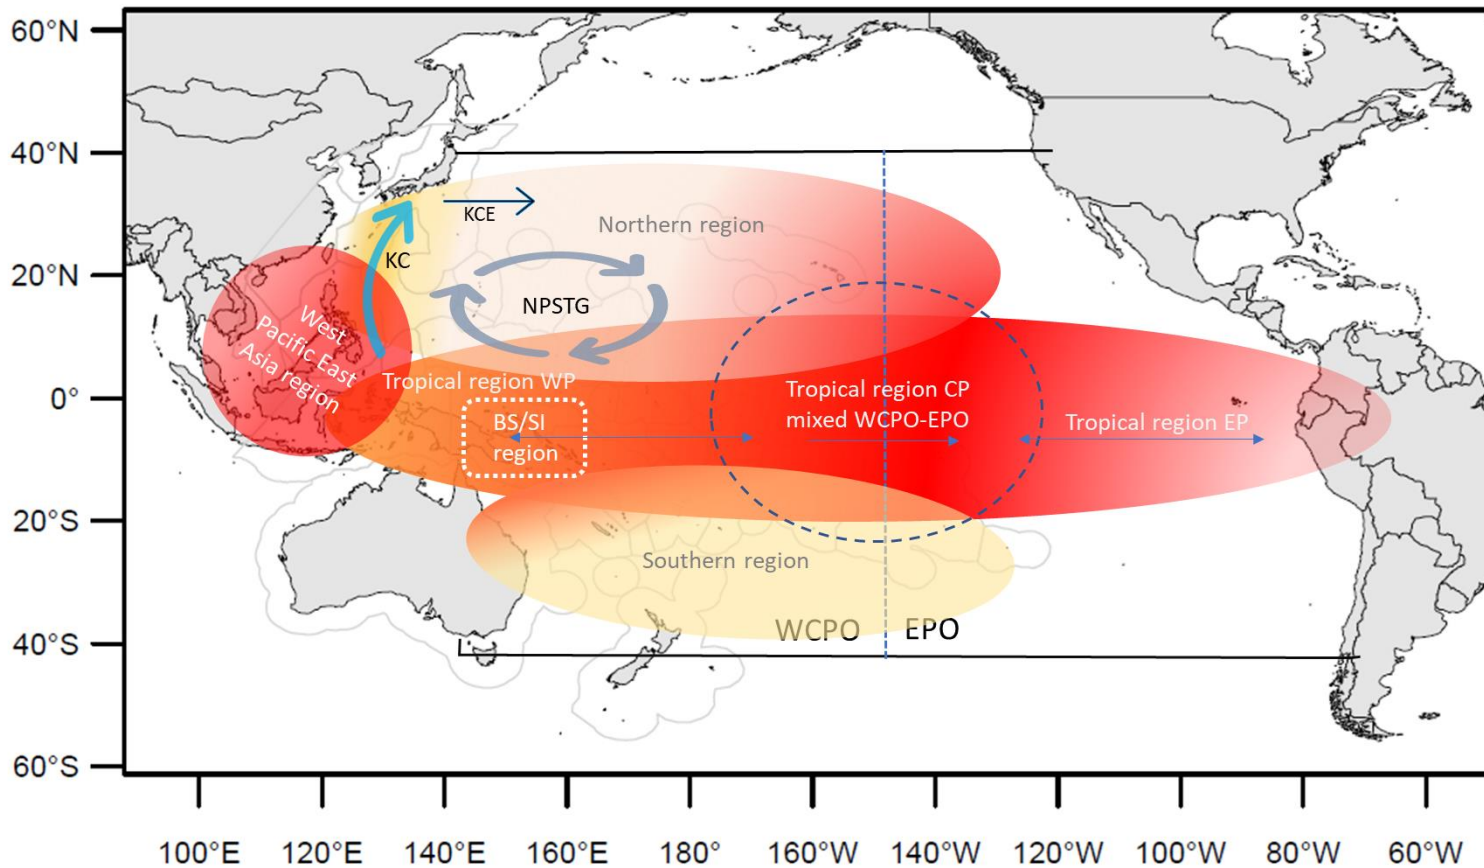 60°N
40°N
20°N
0°
20°S
40°S
60°S
KCE
Northern region
KC
NPSTG
West
Pacific East
Asia region
Tropical region WP
BS/SI
region
Tropical region CP
mixed WCPO-EPO
Tropical region EP
Southern region
WCPO
EPO
100°E
120°E
140°E
160°E
180°
160°W
140°W
120°W
100°W
80°W
60°W